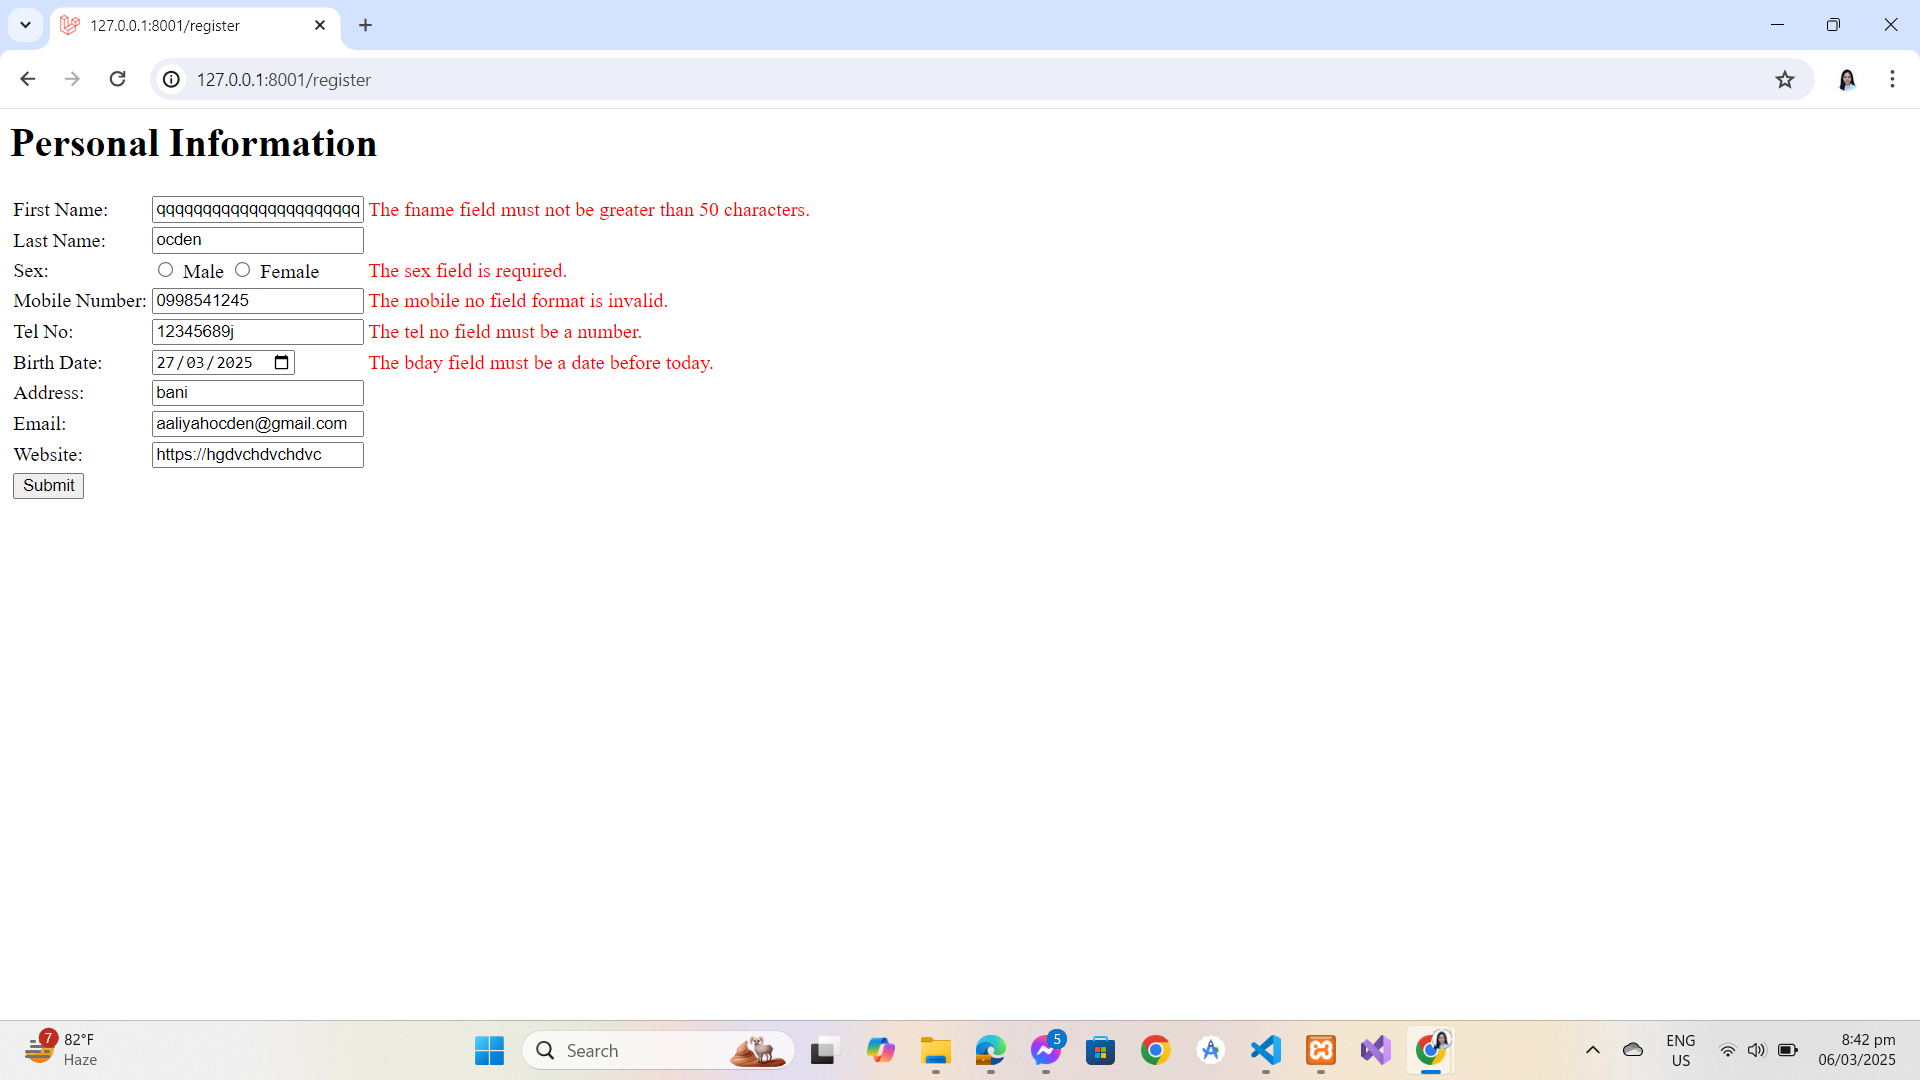 127.0.0.1:8001/register
127.0.0.1:8001/register
Personal Information
First Name: qqqqqqqqqqqqqqqqqqqqqq The fname field must not be greater than 50 characters.
Last Name: ocden
Sex: Male Female The sex field is required.
Mobile Number: 0998541245 The mobile no field format is invalid.
Tel No: 12345689j The tel no field must be a number.
Birth Date: 27/03/2025 The bday field must be a date before today.
Address: bani
Email: aaliyahocden@gmail.com
Website: https://hgdvchdvchdvc
Submit
7 82°F
Haze
Search
5
ENG
US
8:42 pm
06/03/2025